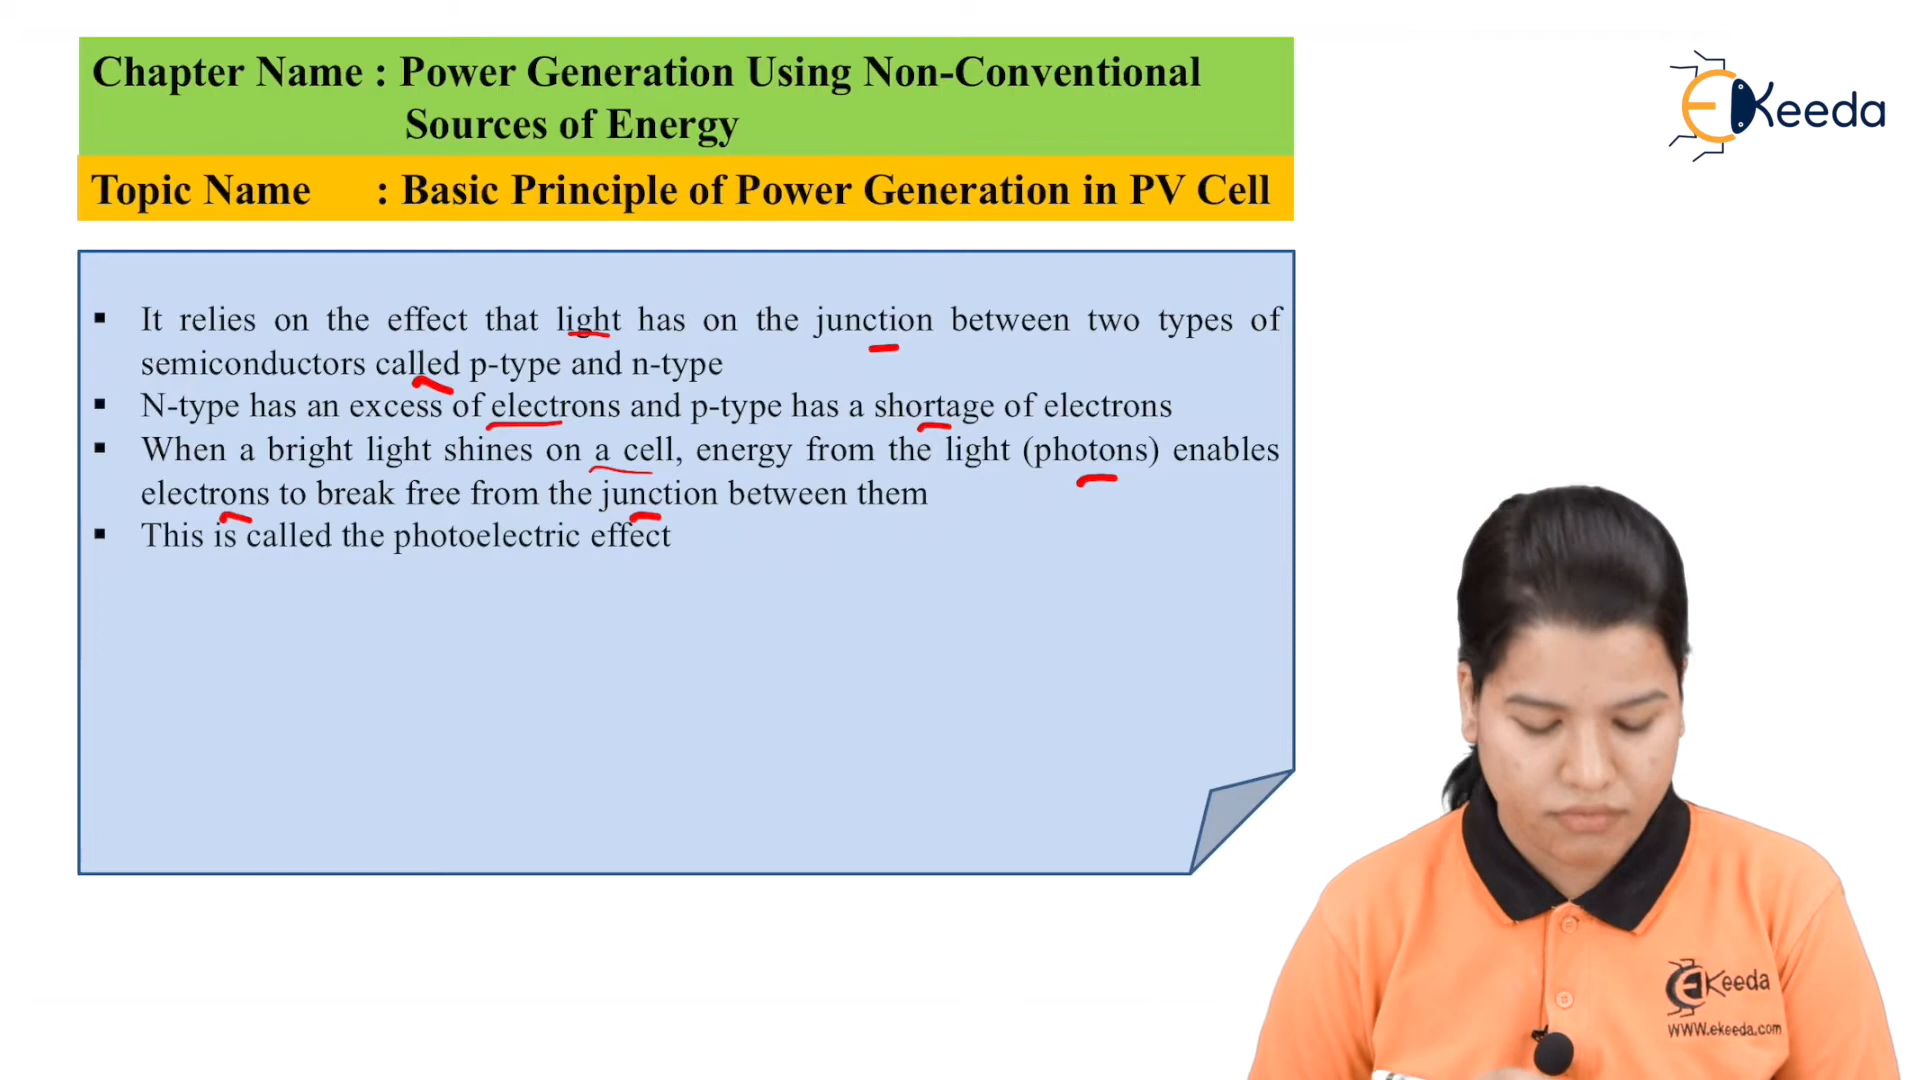 Chapter Name : Power Generation Using Non-Conventional
Sources of Energy
Keeda
Topic Name : Basic Principle of Power Generation in PV Cell
▪ It relies on the effect that light has on the junction between two types of
semiconductors called p-type and n-type
▪ N-type has an excess of electrons and p-type has a shortage of electrons
▪ When a bright light shines on a cell, energy from the light (photons) enables
electrons to break free from the junction between them
▪ This is called the photoelectric effect
Keeda
WWW.ekeeda.com